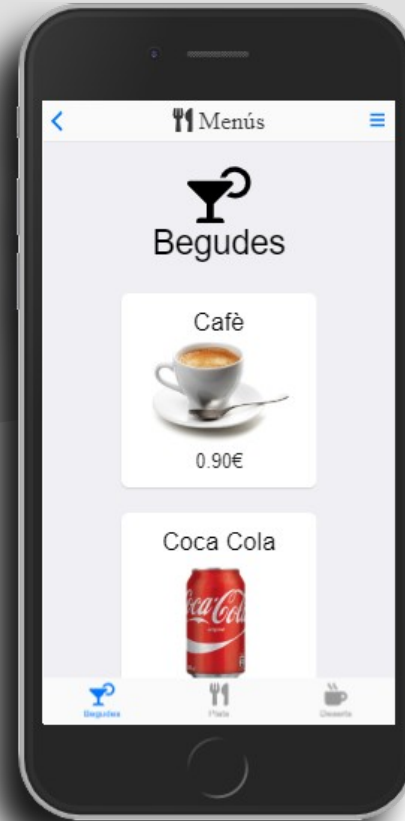 Menús
Begudes
Cafè
0.90€
Coca Cola
Coca-Cola
Begudes
Plats
Desserts